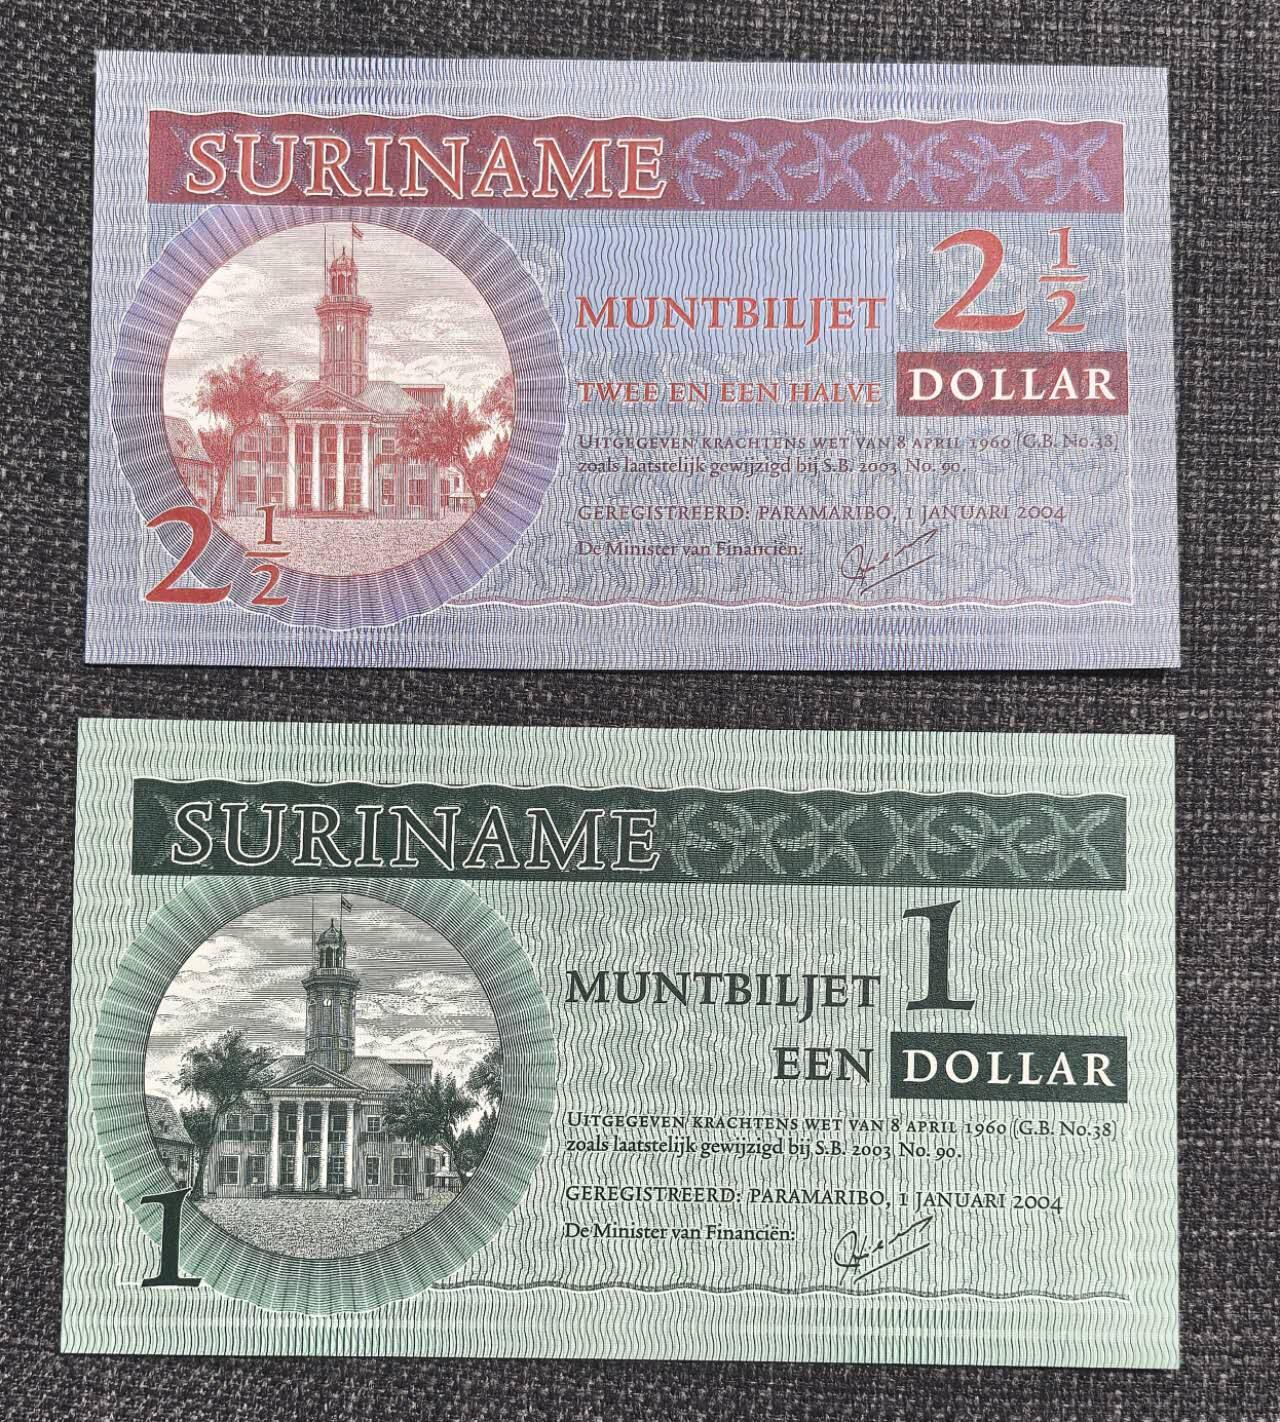 SURINAME
2 1/2
MUNTBILJET
TWEE EN EEN HALVE DOLLAR
UITGEGEVEN KRACHTENS WET VAN 8 APRIL 1960 (G.B. No.38)
zoals laatstelijk gewijzigd bij S.B. 2003 No. 90.
GEREGISTREERD: PARAMARIBO, 1 JANUARI 2004
De Minister van Financiën:
2 1/2
SURINAME
1
MUNTBILJET
EEN DOLLAR
UITGEGEVEN KRACHTENS WET VAN 8 APRIL 1960 (G.B. No.38)
zoals laatstelijk gewijzigd bij S.B. 2003 No. 90.
GEREGISTREERD: PARAMARIBO, 1 JANUARI 2004
De Minister van Financiën:
1